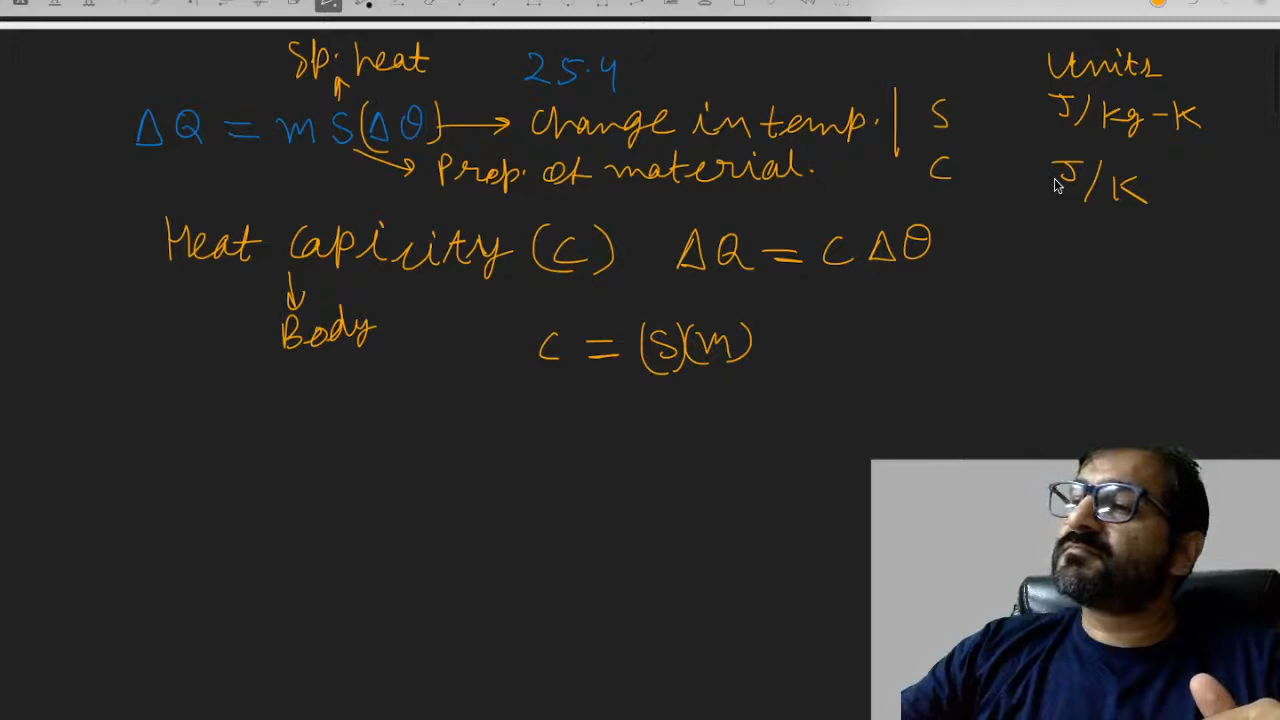 Sp. heat
25.4
Units
ΔQ = m S (Δθ) → Change in temp. | S J/kg-K
→ Prop. of material. C J/K
Heat Capicity (C) ΔQ = C Δθ
↓
Body
C = (S)(m)